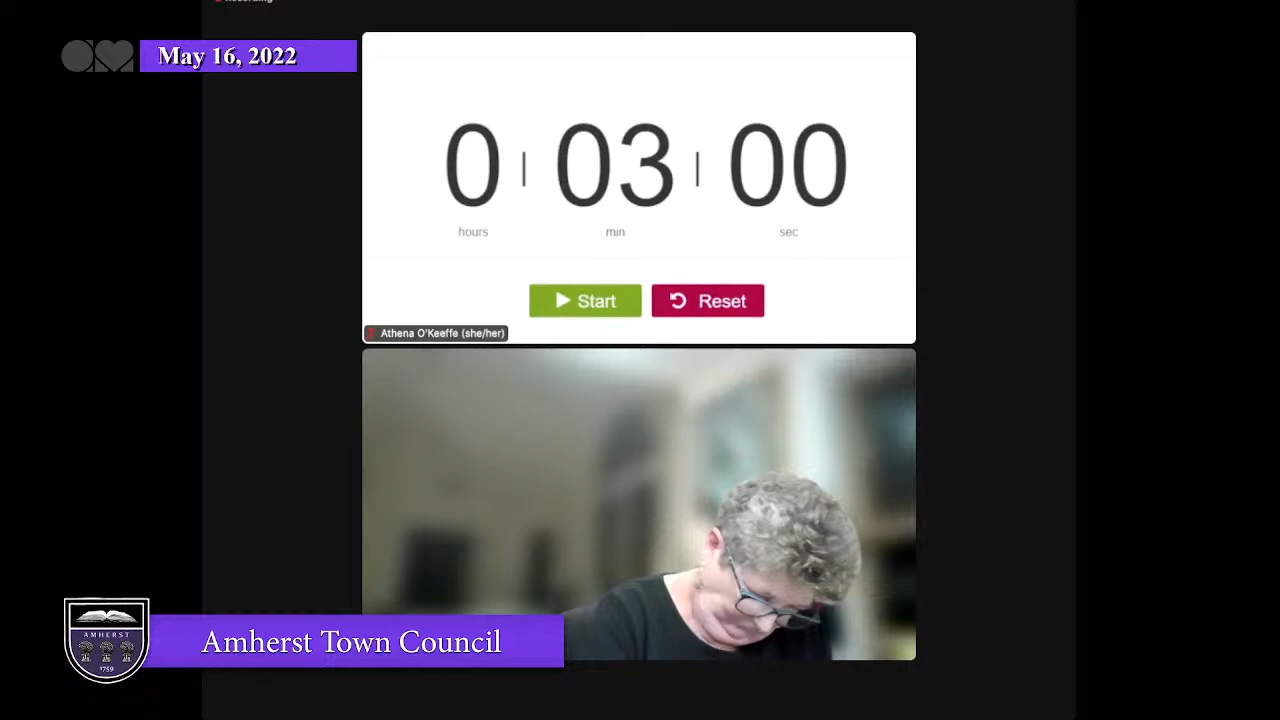 May 16, 2022
0 03 00
hours min sec
Start Reset
Athena O'Keeffe (she/her)
AMHERST
1759
Amherst Town Council